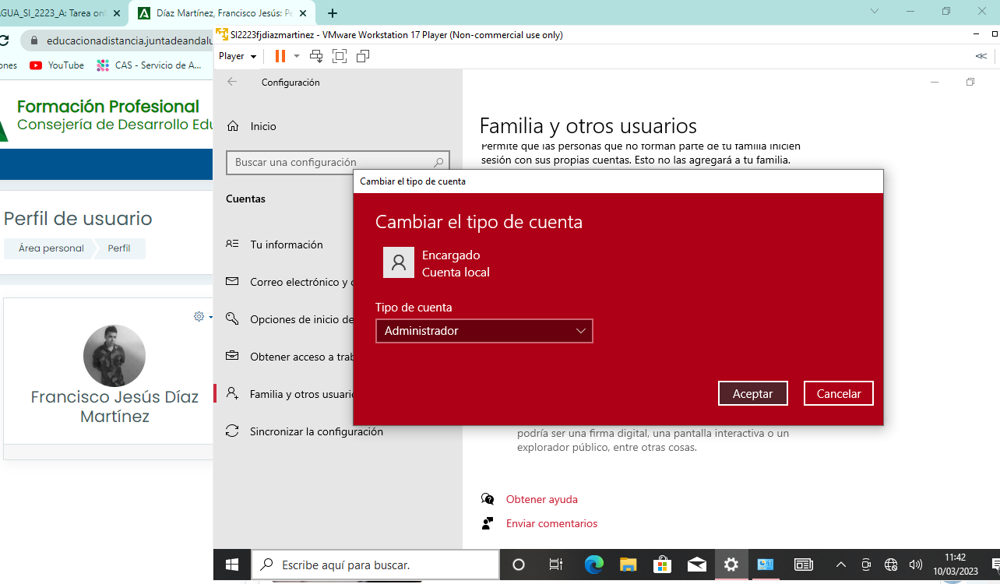 AGUA_SI_2223_A: Tarea onl
Díaz Martínez, Francisco Jesús: Pe
educacionadistancia.juntadeandalu
ones
YouTube
CAS - Servicio de A...
Formación Profesional
Consejería de Desarrollo Edu
Perfil de usuario
Área personal
Perfil
Francisco Jesús Díaz
Martínez
SI2223fjdiazmartinez - VMware Workstation 17 Player (Non-commercial use only)
Player
Configuración
Inicio
Buscar una configuración
Cuentas
Tu información
Correo electrónico y c
Opciones de inicio de
Obtener acceso a trab
Familia y otros usuario
Sincronizar la configuración
Familia y otros usuarios
Permite que las personas que no forman parte de tu familia inicien
sesión con sus propias cuentas. Esto no las agregará a tu familia.
Cambiar el tipo de cuenta
Cambiar el tipo de cuenta
Encargado
Cuenta local
Tipo de cuenta
Administrador
Aceptar
Cancelar
podría ser una firma digital, una pantalla interactiva o un
explorador público, entre otras cosas.
Obtener ayuda
Enviar comentarios
Escribe aquí para buscar.
11:42
10/03/2023